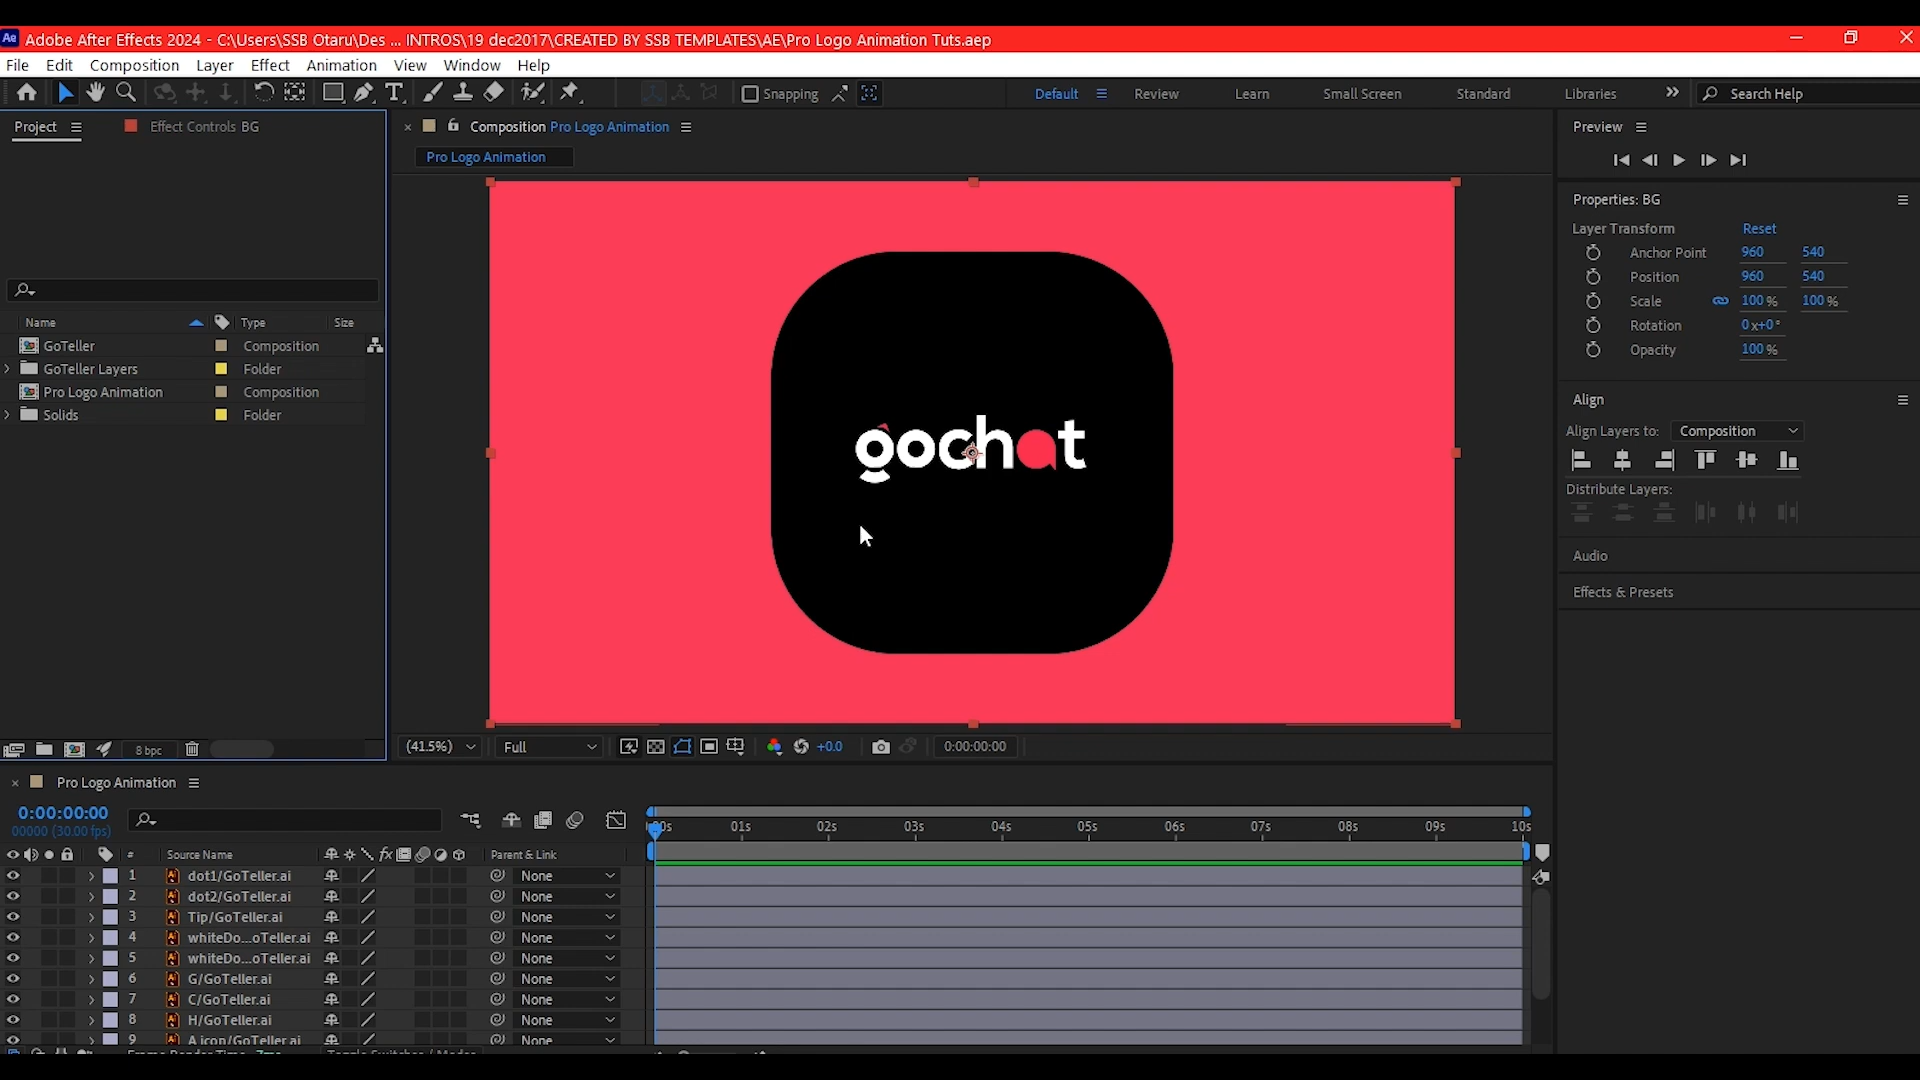 Ae Adobe After Effects 2024 - C:\Users\SSB Otaru\Des ... INTROS\19 dec2017\CREATED BY SSB TEMPLATES\AE\Pro Logo Animation Tuts.aep
File Edit Composition Layer Effect Animation View Window Help
Snapping Default Review Learn Small Screen Standard Libraries Search Help
Project Effect Controls BG
Composition Pro Logo Animation
Pro Logo Animation
Name Type Size
GoTeller Composition
GoTeller Layers Folder
Pro Logo Animation Composition
Solids Folder
8 bpc
gochat
(41.5%) Full +0.0 0:00:00:00
Preview
Properties: BG
Layer Transform Reset
Anchor Point 960 540
Position 960 540
Scale 100 % 100 %
Rotation 0x+0°
Opacity 100 %
Align
Align Layers to: Composition
Distribute Layers:
Audio
Effects & Presets
Pro Logo Animation
0:00:00:00
00000 (30.00 fps)
01s 02s 03s 04s 05s 06s 07s 08s 09s 10s
# Source Name fx Parent & Link
1 dot1/GoTeller.ai None
2 dot2/GoTeller.ai None
3 Tip/GoTeller.ai None
4 whiteDo...oTeller.ai None
5 whiteDo...oTeller.ai None
6 G/GoTeller.ai None
7 C/GoTeller.ai None
8 H/GoTeller.ai None
9 A icon/GoTeller.ai None
Frame Render Time 7ms Toggle Switches / Modes